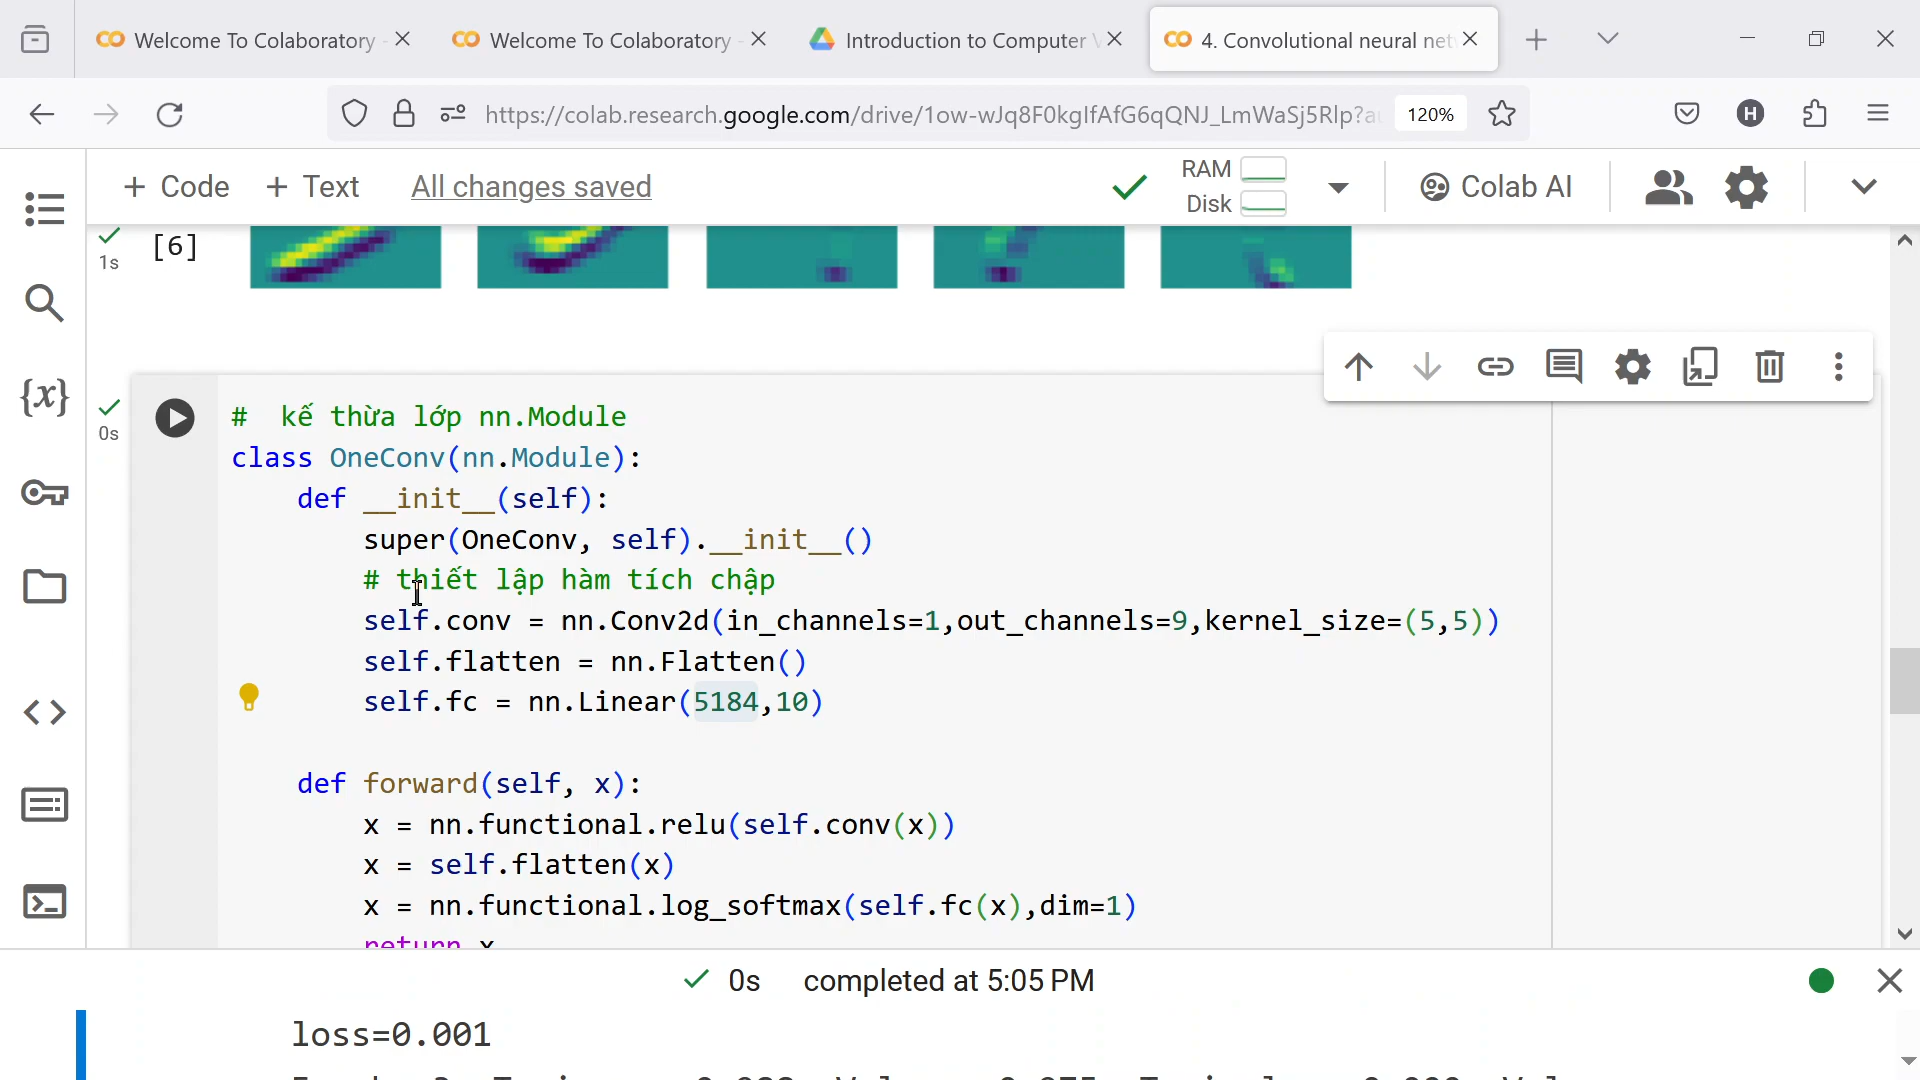 Welcome To Colaboratory
Welcome To Colaboratory
Introduction to Computer V
4. Convolutional neural net
https://colab.research.google.com/drive/1ow-wJq8F0kglfAfG6qQNJ_LmWaSj5Rlp?a
120%
H
+ Code + Text All changes saved
RAM
Disk
Colab AI
1s
[6]
{x}
0s
# kế thừa lớp nn.Module
class OneConv(nn.Module):
def __init__(self):
super(OneConv, self).__init__()
# thiết lập hàm tích chập
self.conv = nn.Conv2d(in_channels=1,out_channels=9,kernel_size=(5,5))
self.flatten = nn.Flatten()
self.fc = nn.Linear(5184,10)
def forward(self, x):
x = nn.functional.relu(self.conv(x))
x = self.flatten(x)
x = nn.functional.log_softmax(self.fc(x),dim=1)
return x
0s completed at 5:05 PM
loss=0.001